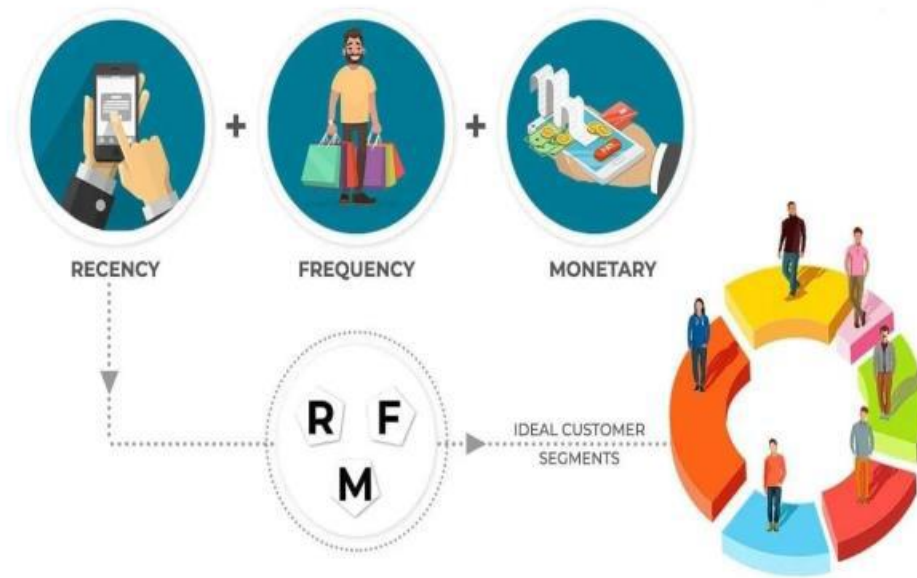 +
+
RECENCY
FREQUENCY
MONETARY
R F
M
IDEAL CUSTOMER
SEGMENTS